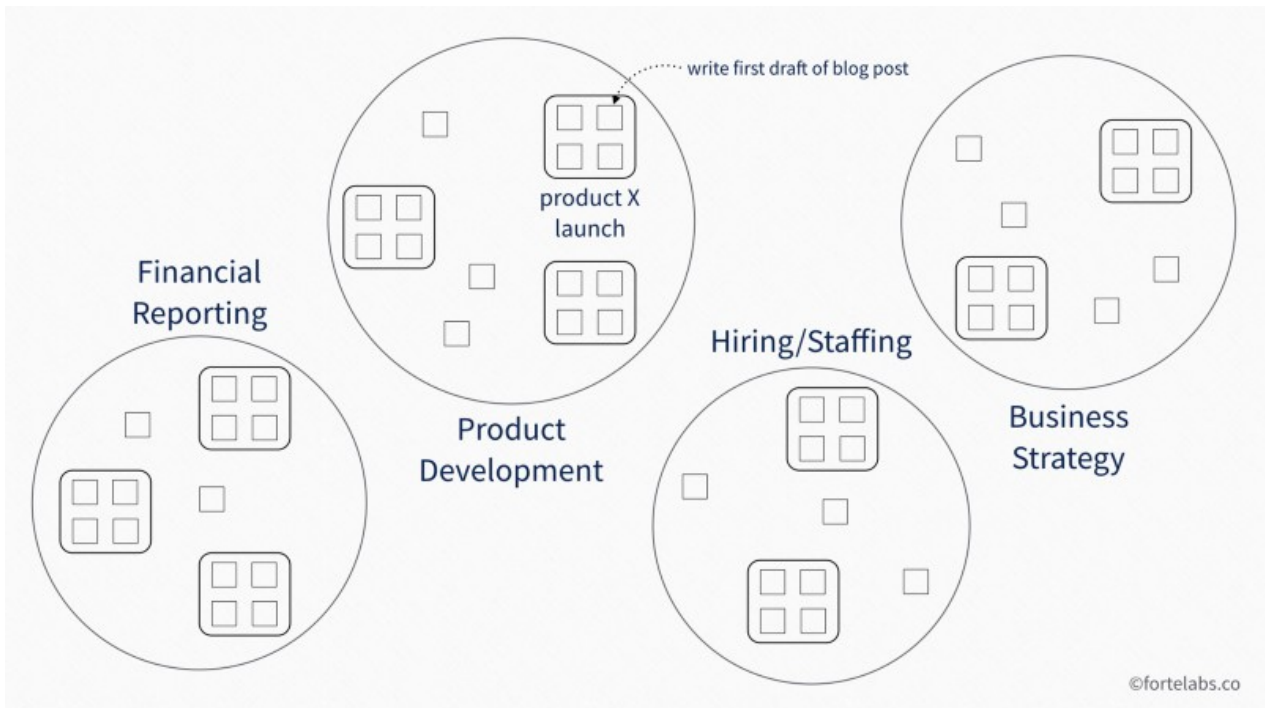 write first draft of blog post
product X
launch
Financial
Reporting
Product
Development
Hiring/Staffing
Business
Strategy
©fortelabs.co